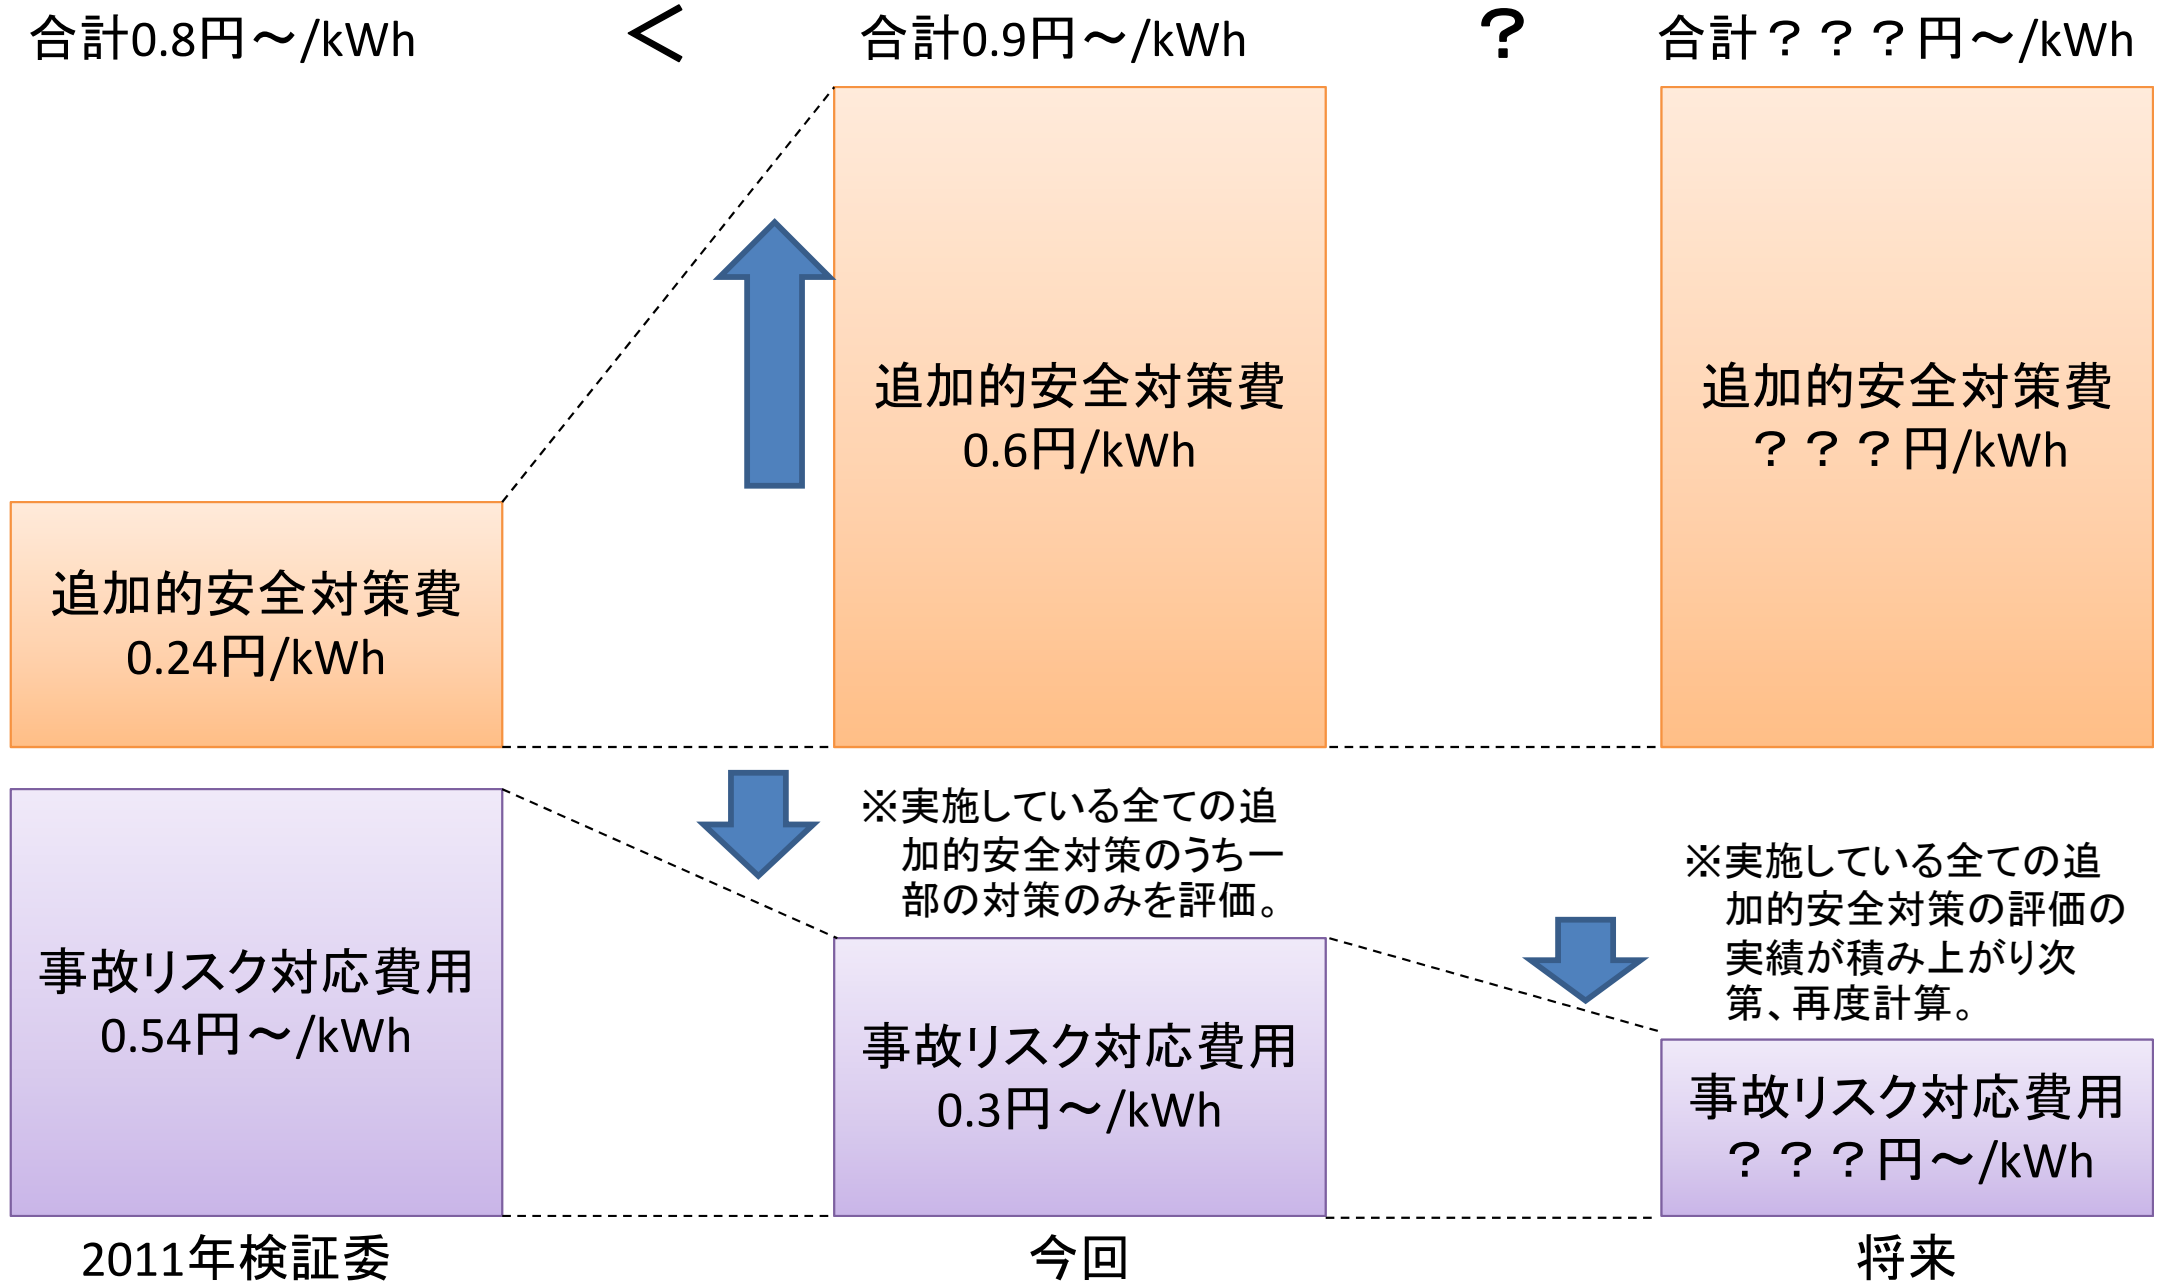 合計0.8円～/kWh
＜
合計0.9円～/kWh
？
合計？？？円～/kWh
追加的安全対策費
0.24円/kWh
追加的安全対策費
0.6円/kWh
追加的安全対策費
？？？円/kWh
事故リスク対応費用
0.54円～/kWh
※実施している全ての追
加的安全対策のうち一
部の対策のみを評価。
事故リスク対応費用
0.3円～/kWh
※実施している全ての追
加的安全対策の評価の
実績が積み上がり次
第、再度計算。
事故リスク対応費用
？？？円～/kWh
2011年検証委
今回
将来